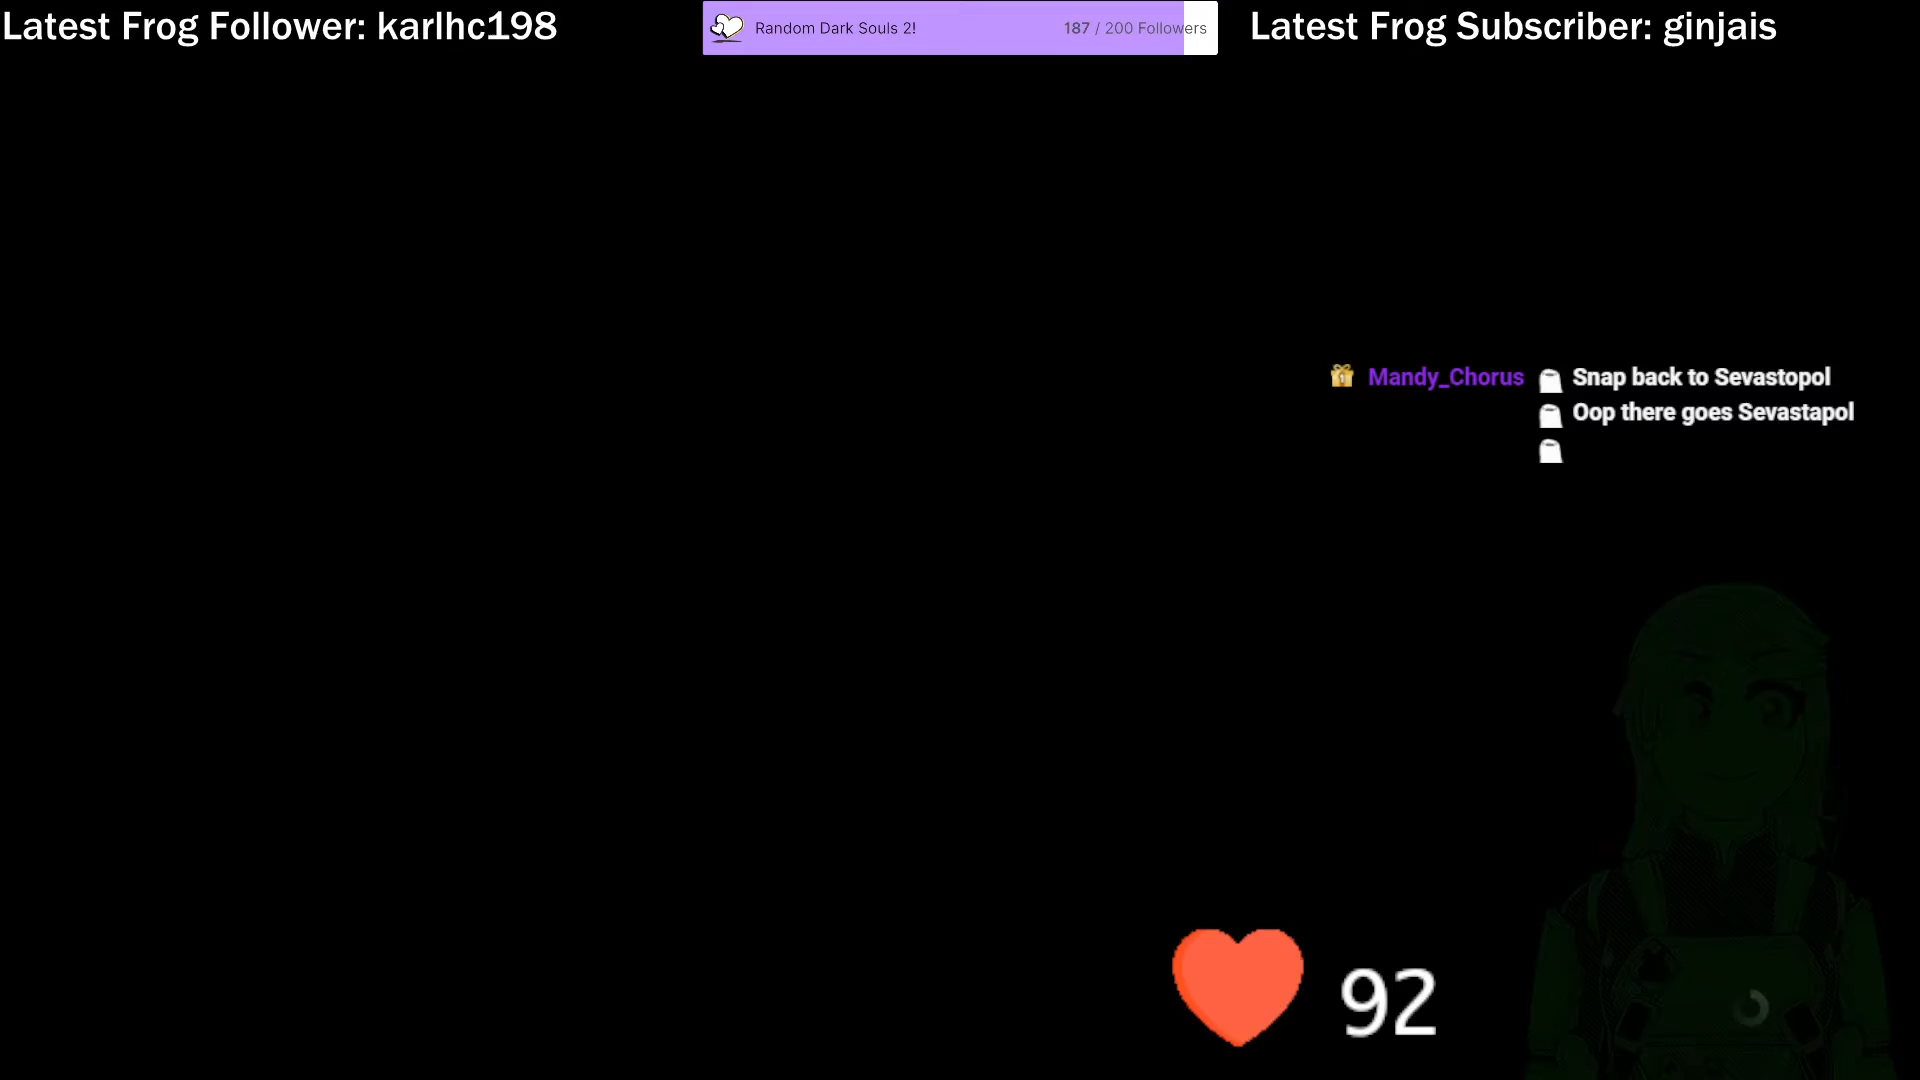 Latest Frog Follower: karlhc198
Random Dark Souls 2! 187 / 200 Followers
Latest Frog Subscriber: ginjais
Mandy_Chorus Snap back to Sevastopol
Oop there goes Sevastapol
92